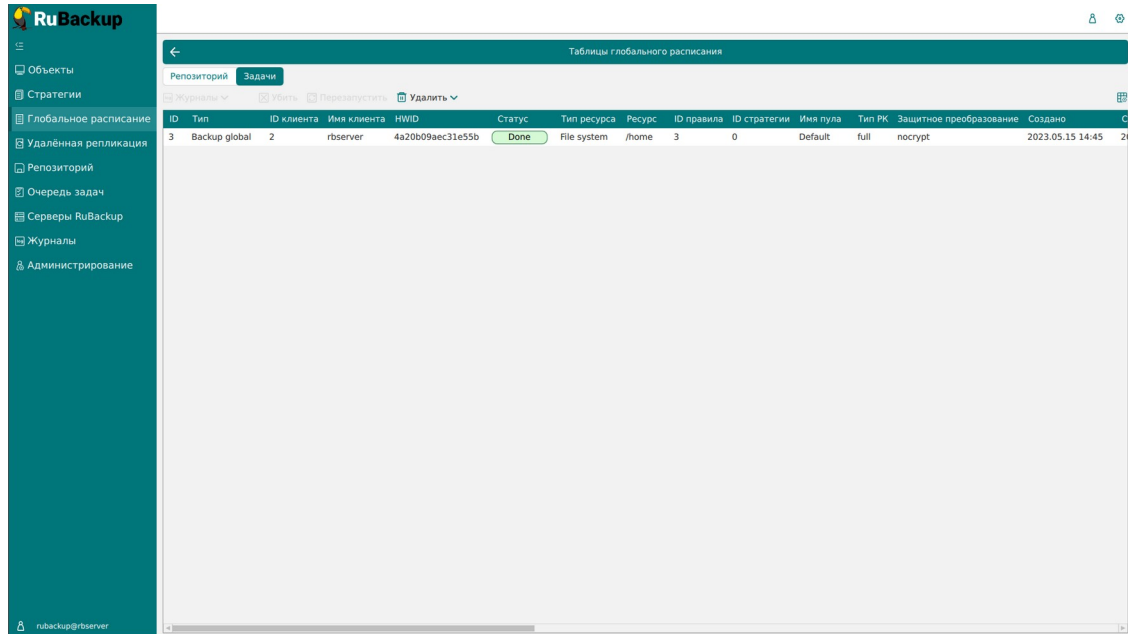 RuBackup
Объекты
Стратегии
Глобальное расписание
Удалённая репликация
Репозиторий
Очередь задач
Серверы RuBackup
Журналы
Администрирование
rubackup@rbserver
Таблицы глобального расписания
Репозиторий Задачи
Журналы Убить Перезапустить Удалить
ID Тип ID клиента Имя клиента HWID Статус Тип ресурса Ресурс ID правила ID стратегии Имя пула Тип РК Защитное преобразование Создано
3 Backup global 2 rbserver 4a20b09aec31e55b Done File system /home 3 0 Default full nocrypt 2023.05.15 14:45